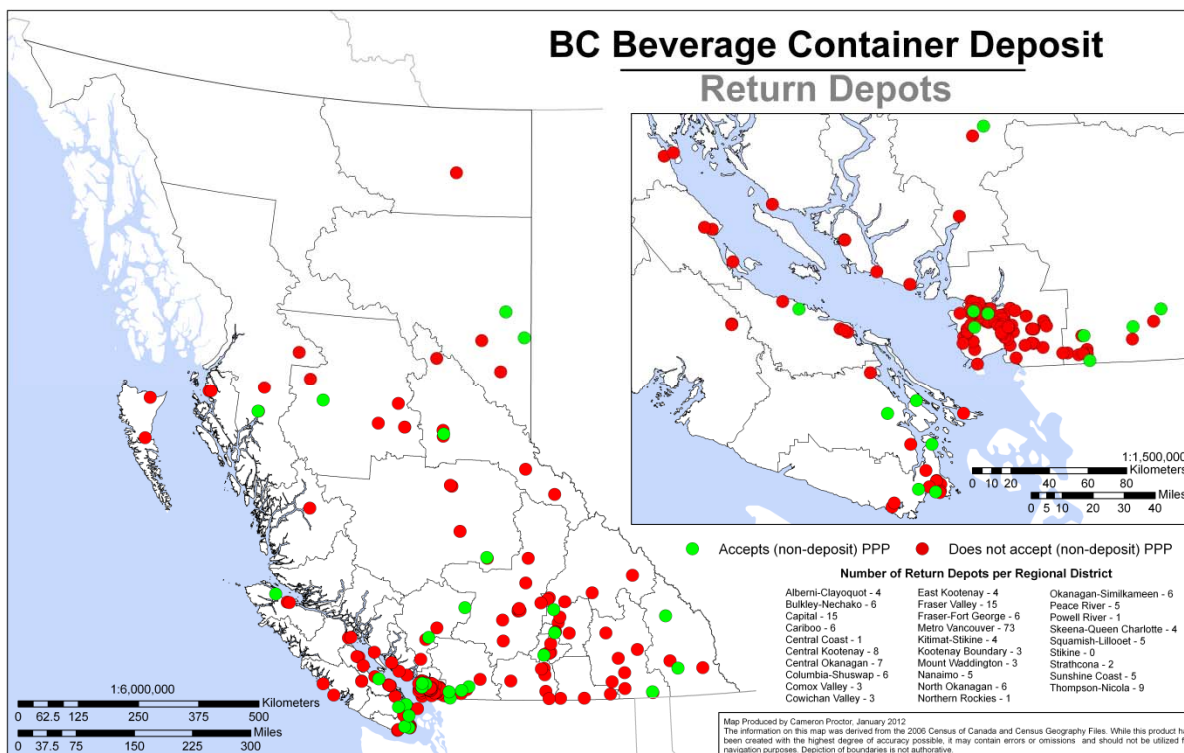 BC Beverage Container Deposit
Return Depots
1:1,500,000
Kilometers
0 10 20 40 60 80
Miles
0 5 10 20 30 40
Accepts (non-deposit) PPP
Does not accept (non-deposit) PPP
Number of Return Depots per Regional District
Alberni-Clayoquot - 4
Bulkley-Nechako - 6
Capital - 15
Cariboo - 6
Central Coast - 1
Central Kootenay - 8
Central Okanagan - 7
Columbia-Shuswap - 6
Comox Valley - 3
Cowichan Valley - 3
East Kootenay - 4
Fraser Valley - 15
Fraser-Fort George - 6
Metro Vancouver - 73
Kitimat-Stikine - 4
Kootenay Boundary - 3
Mount Waddington - 3
Nanaimo - 5
North Okanagan - 6
Northern Rockies - 1
Okanagan-Similkameen - 6
Peace River - 5
Powell River - 1
Skeena-Queen Charlotte - 4
Squamish-Lillooet - 5
Stikine - 0
Strathcona - 2
Sunshine Coast - 5
Thompson-Nicola - 9
1:6,000,000
Kilometers
0 62.5 125 250 375 500
Miles
0 37.5 75 150 225 300
Map Produced by Cameron Proctor, January 2012
The information on this map was derived from the 2006 Census of Canada and Census Geography Files. While this product ha
been created with the highest degree of accuracy possible, it may contain errors or omissions and should not be utilized f
navigation purposes. Depiction of boundaries is not authorative.